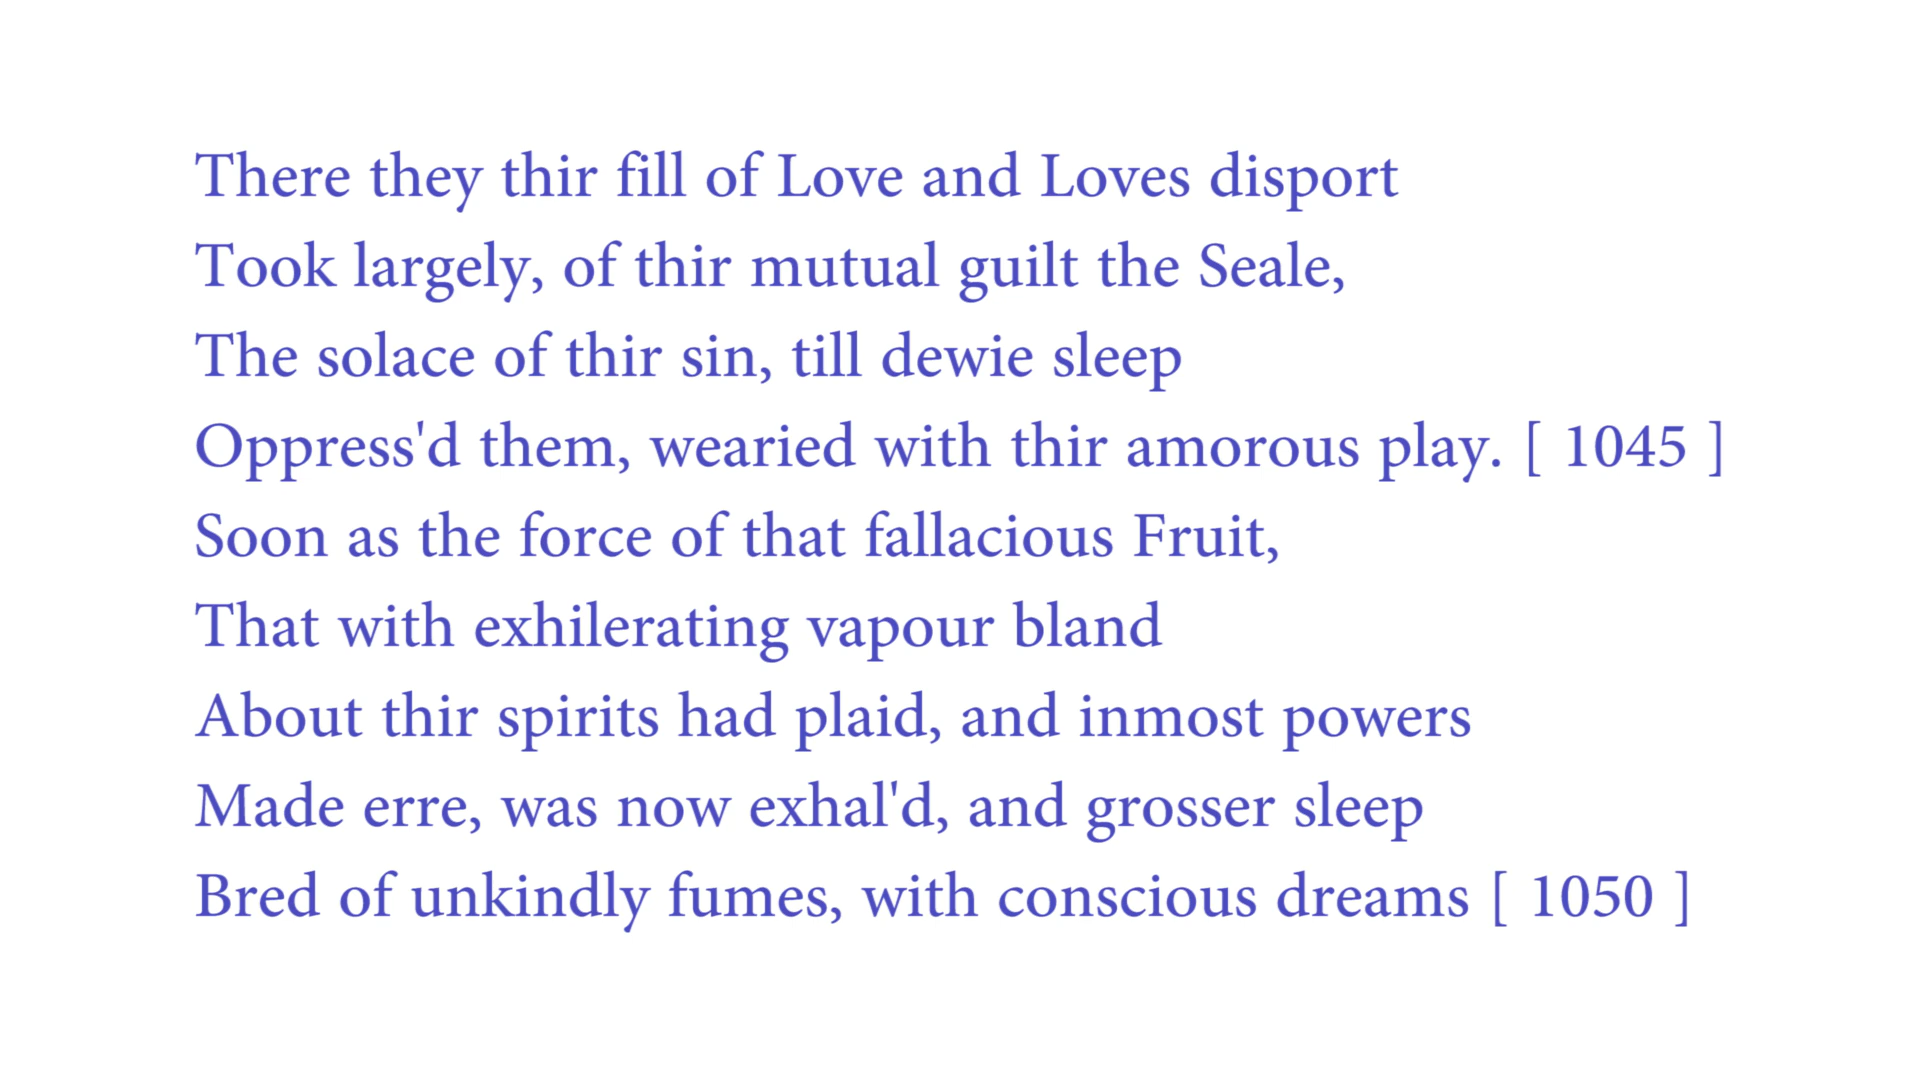 There they thir fill of Love and Loves disport
Took largely, of thir mutual guilt the Seale,
The solace of thir sin, till dewie sleep
Oppress'd them, wearied with thir amorous play. [ 1045 ]
Soon as the force of that fallacious Fruit,
That with exhilerating vapour bland
About thir spirits had plaid, and inmost powers
Made erre, was now exhal'd, and grosser sleep
Bred of unkindly fumes, with conscious dreams [ 1050 ]